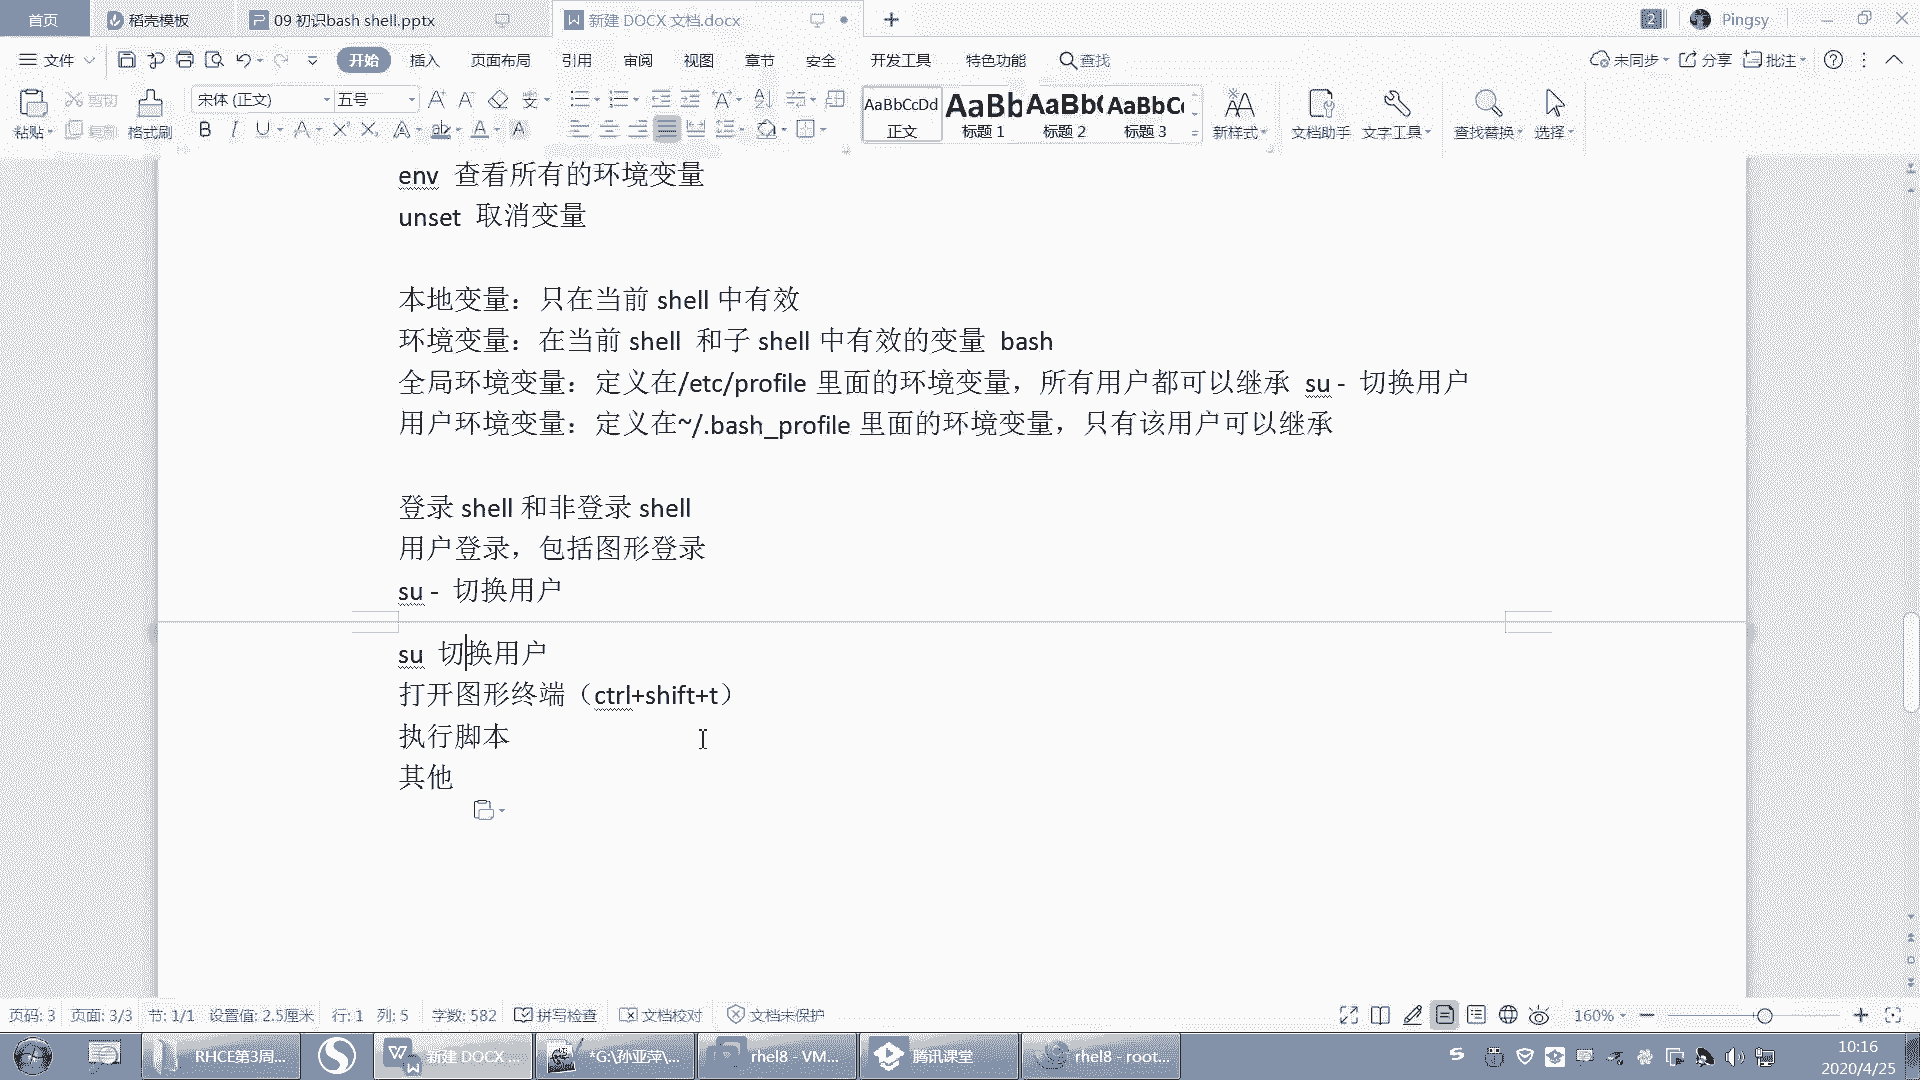 首页 稻壳模板 09 初识bash shell.pptx 新建 DOCX 文档.docx + 2 Pingsy
文件 开始 插入 页面布局 引用 审阅 视图 章节 安全 开发工具 特色功能 查找 未同步 分享 批注
宋体 (正文) 五号 AaBbCcDd AaBb AaBb( AaBbC
粘贴 剪切 复制 格式刷 正文 标题 1 标题 2 标题 3 新样式 文档助手 文字工具 查找替换 选择
env 查看所有的环境变量
unset 取消变量
本地变量：只在当前 shell 中有效
环境变量：在当前 shell 和子 shell 中有效的变量 bash
全局环境变量：定义在/etc/profile 里面的环境变量，所有用户都可以继承 su - 切换用户
用户环境变量：定义在~/.bash_profile 里面的环境变量，只有该用户可以继承
登录 shell 和非登录 shell
用户登录，包括图形登录
su - 切换用户
su 切换用户
打开图形终端（ctrl+shift+t）
执行脚本
其他
页码: 3 页面: 3/3 节: 1/1 设置值: 2.5厘米 行: 1 列: 5 字数: 582 拼写检查 文档校对 文档未保护 160%
RHCE第3周... 新建 DOCX ... *G:\孙亚萍\... rhel8 - VM... 腾讯课堂 rhel8 - root... 10:16
2020/4/25